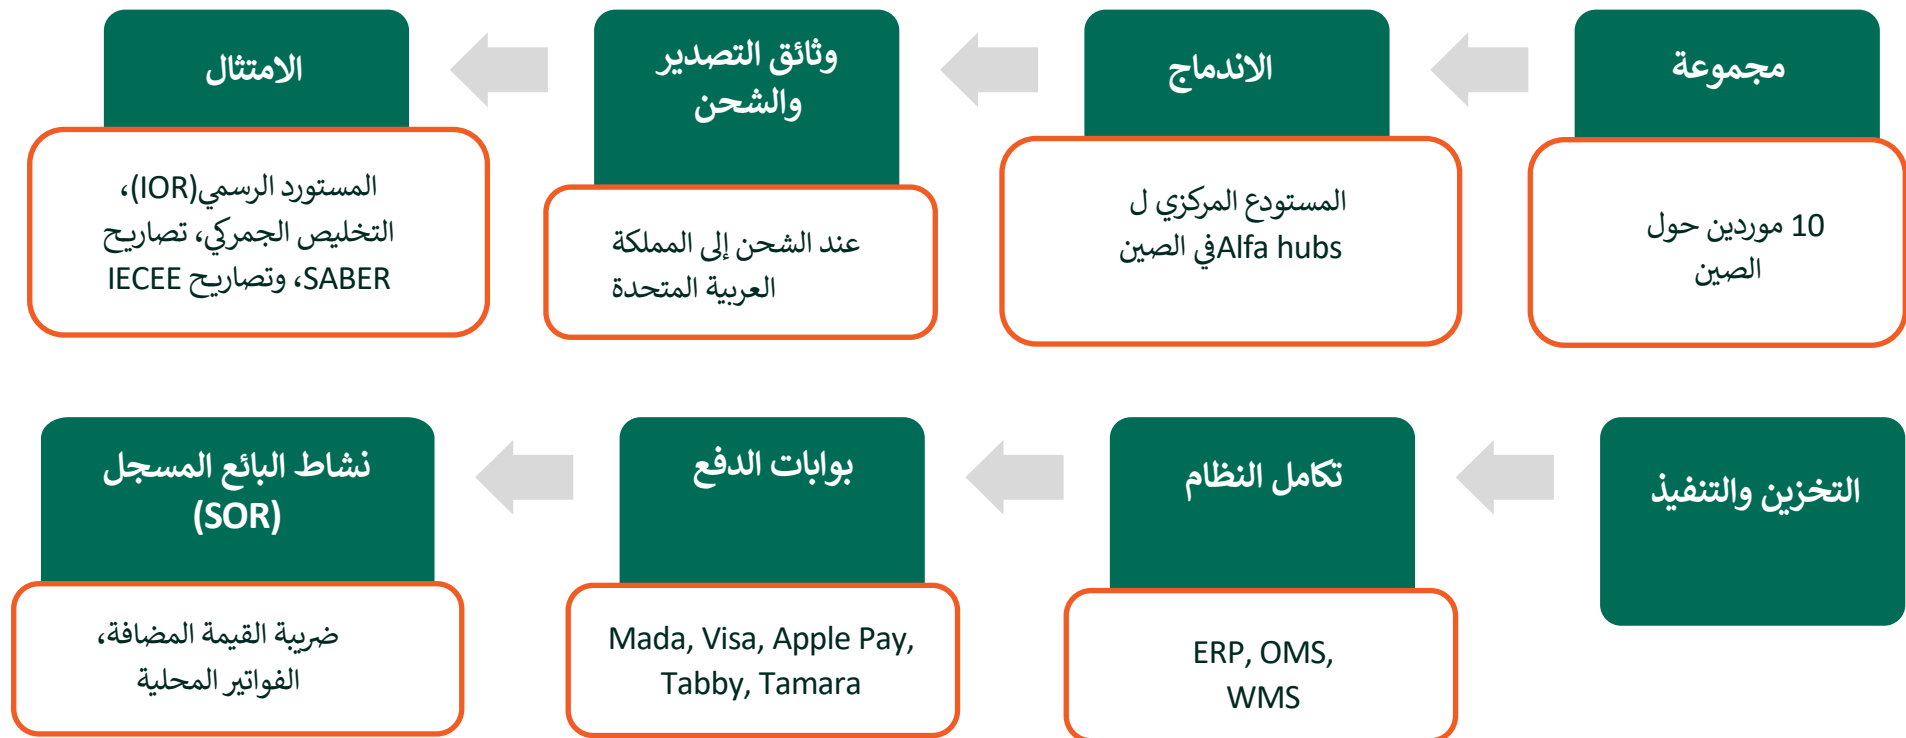 مجموعة
10 موردين حول
الصين
الاندماج
المستودع المركزي ل
Alfa hubsفي الصين
وثائق التصدير
والشحن
عند الشحن إلى المملكة
العربية المتحدة
الامتثال
المستورد الرسمي(IOR)،
التخليص الجمركي، تصاريح
SABER، وتصاريح IECEE
التخزين والتنفيذ
تكامل النظام
ERP, OMS,
WMS
بوابات الدفع
Mada, Visa, Apple Pay,
Tabby, Tamara
نشاط البائع المسجل
(SOR)
ضريبة القيمة المضافة،
الفواتير المحلية